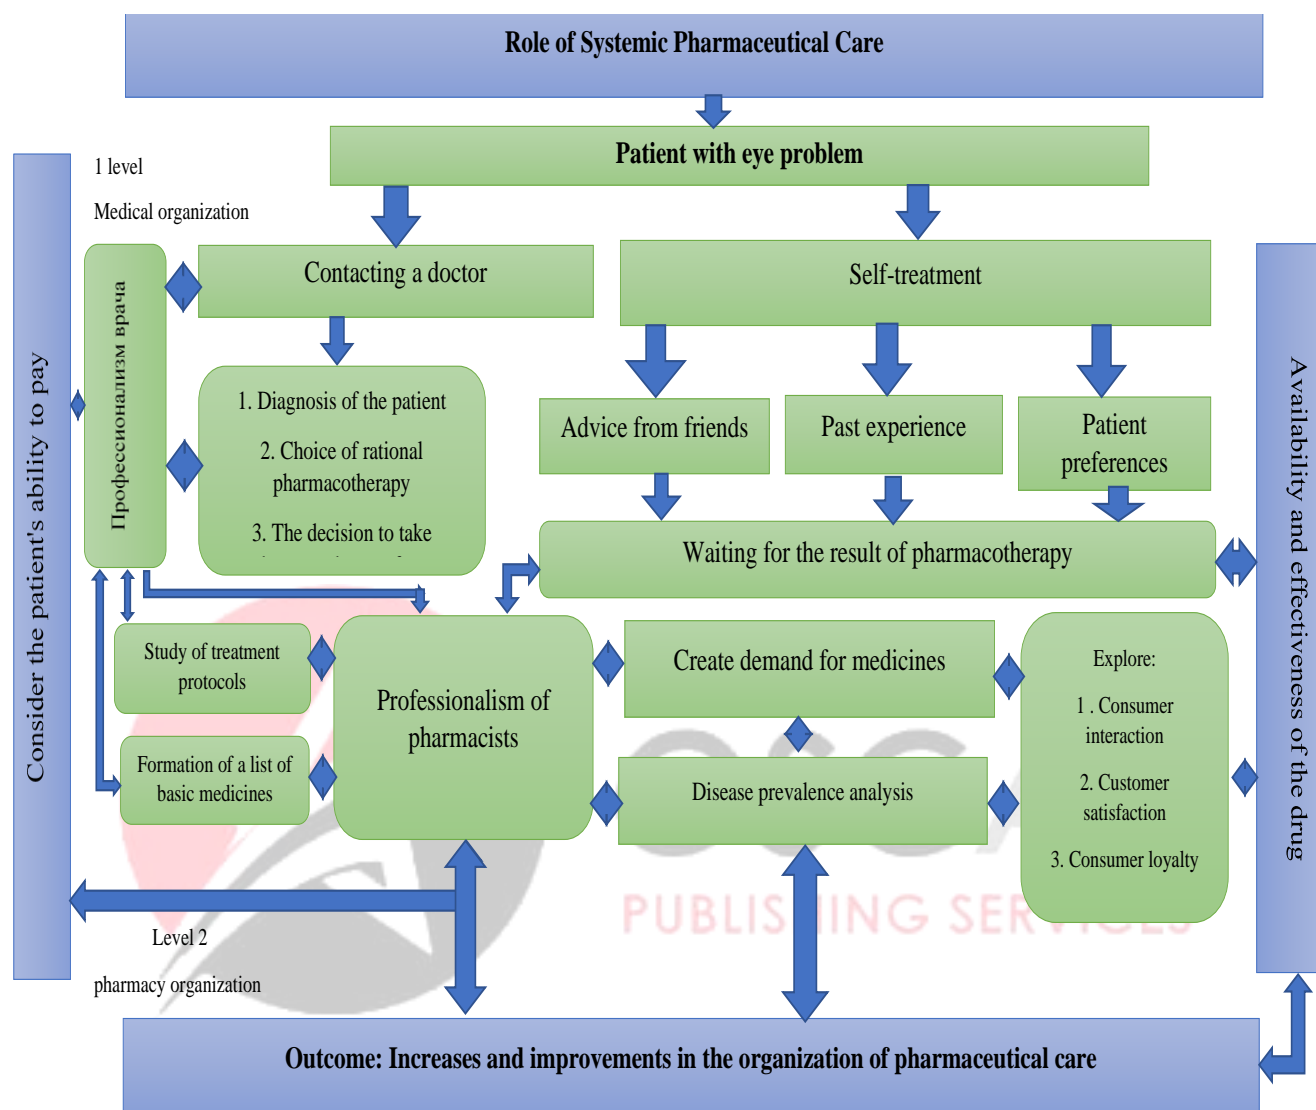 Role of Systemic Pharmaceutical Care
Patient with eye problem
1 level
Medical organization
Consider the patient's ability to pay
Профессионализм врача
Contacting a doctor
Self-treatment
Availability and effectiveness of the drug
1. Diagnosis of the patient
2. Choice of rational
pharmacotherapy
3. The decision to take
Advice from friends
Past experience
Patient
preferences
Waiting for the result of pharmacotherapy
Study of treatment
protocols
Formation of a list of
basic medicines
Professionalism of
pharmacists
Create demand for medicines
Disease prevalence analysis
Explore:
1 . Consumer
interaction
2. Customer
satisfaction
3. Consumer loyalty
PUBLISHING SERVICES
Level 2
pharmacy organization
Outcome: Increases and improvements in the organization of pharmaceutical care